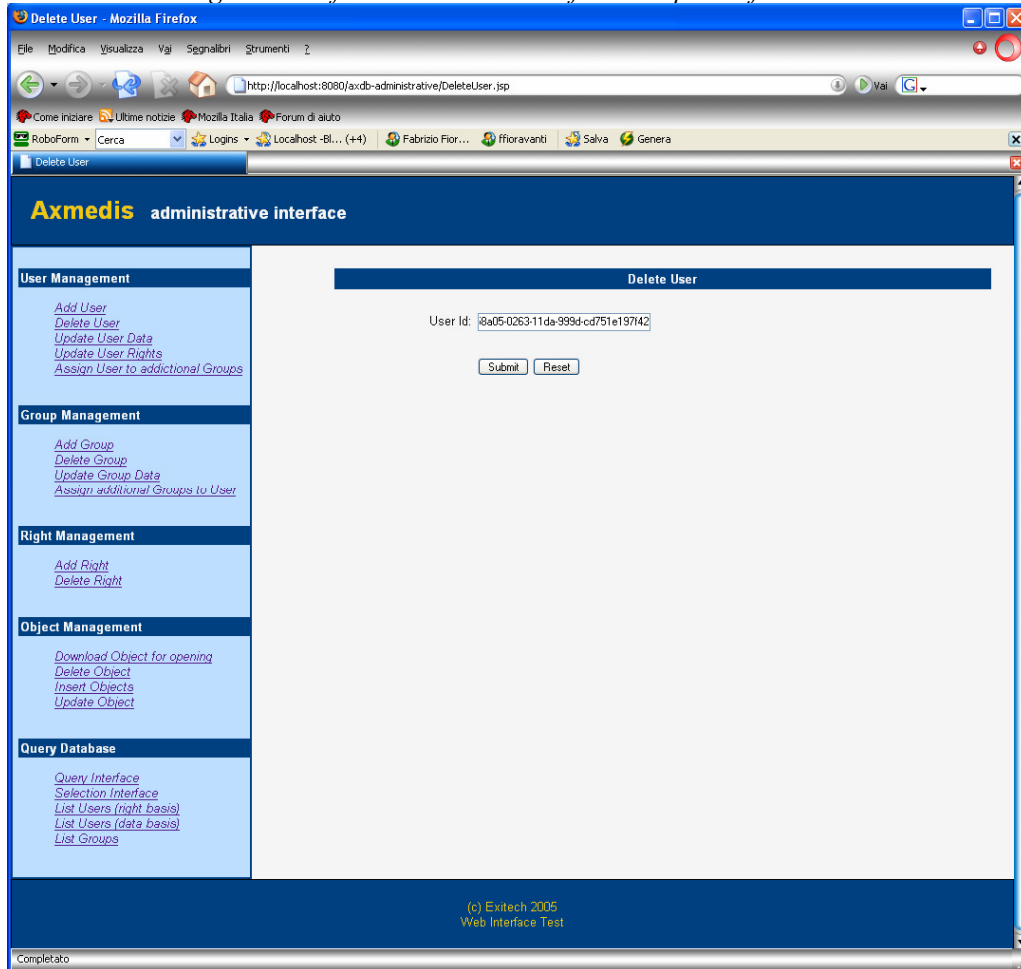 Delete User - Mozilla Firefox
File Modifica Visualizza Vai Segnalibri Strumenti ?
http://localhost:8080/axdb-administrative/DeleteUser.jsp Vai G
Come iniziare Ultime notizie Mozilla Italia Forum di aiuto
RoboForm Cerca Logins Localhost -Bl... (+4) Fabrizio Fior... ffioravanti Salva Genera
Delete User
Axmedis administrative interface
User Management
Add User
Delete User
Update User Data
Update User Rights
Assign User to addictional Groups
Group Management
Add Group
Delete Group
Update Group Data
Assign additional Groups to User
Right Management
Add Right
Delete Right
Object Management
Download Object for opening
Delete Object
Insert Objects
Update Object
Query Database
Query Interface
Selection Interface
List Users (right basis)
List Users (data basis)
List Groups
Delete User
User Id: 8a05-0263-11da-999d-cd751e197f42
Submit Reset
(c) Exitech 2005
Web Interface Test
Completato